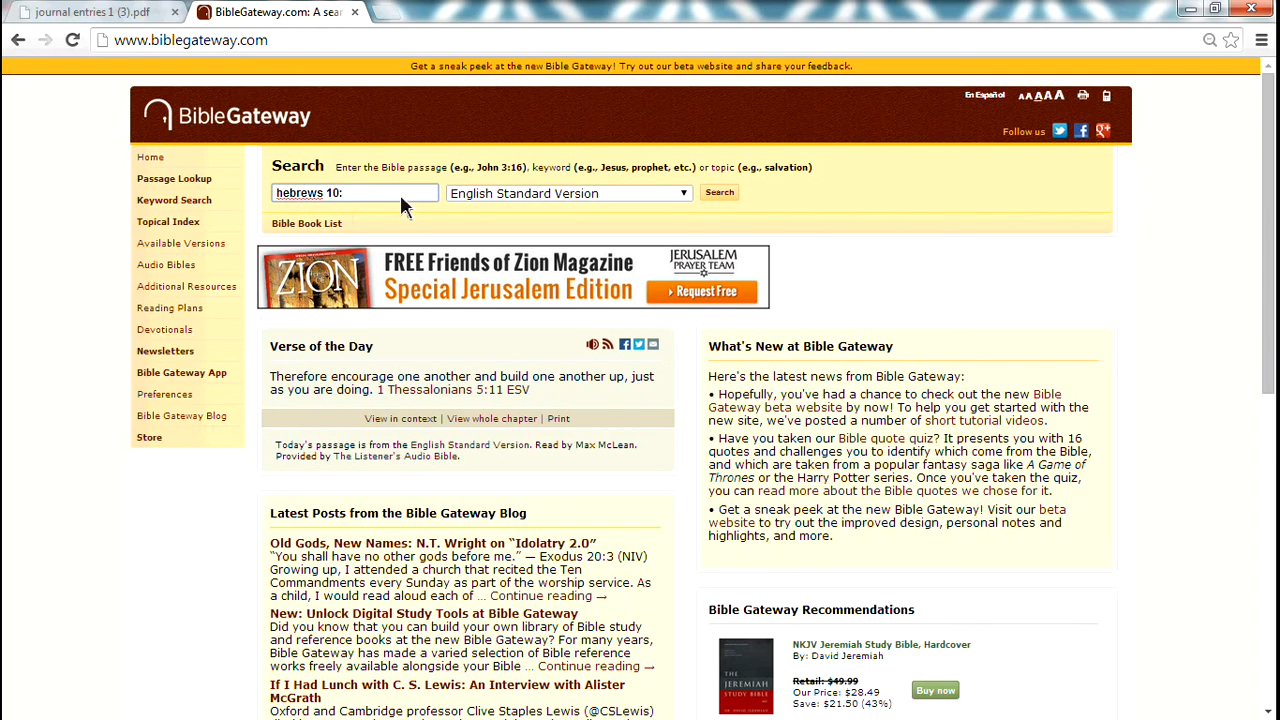 journal entries 1 (3).pdf
BibleGateway.com: A sear
www.biblegateway.com
Get a sneak peek at the new Bible Gateway! Try out our beta website and share your feedback.
BibleGateway
En Español
A A A A A
Follow us
Home
Passage Lookup
Keyword Search
Topical Index
Available Versions
Audio Bibles
Additional Resources
Reading Plans
Devotionals
Newsletters
Bible Gateway App
Preferences
Bible Gateway Blog
Store
Search Enter the Bible passage (e.g., John 3:16), keyword (e.g., Jesus, prophet, etc.) or topic (e.g., salvation)
hebrews 10: English Standard Version Search
Bible Book List
ZION
FREE Friends of Zion Magazine
Special Jerusalem Edition
JERUSALEM
PRAYER TEAM
Request Free
Verse of the Day
Therefore encourage one another and build one another up, just
as you are doing. 1 Thessalonians 5:11 ESV
View in context | View whole chapter | Print
Today's passage is from the English Standard Version. Read by Max McLean.
Provided by The Listener's Audio Bible.
Latest Posts from the Bible Gateway Blog
Old Gods, New Names: N.T. Wright on “Idolatry 2.0”
“You shall have no other gods before me.” — Exodus 20:3 (NIV)
Growing up, I attended a church that recited the Ten
Commandments every Sunday as part of the worship service. As
a child, I would read aloud each of ... Continue reading →
New: Unlock Digital Study Tools at Bible Gateway
Did you know that you can build your own library of Bible study
and reference books at the new Bible Gateway? For many years,
Bible Gateway has made a varied selection of Bible reference
works freely available alongside your Bible ... Continue reading →
If I Had Lunch with C. S. Lewis: An Interview with Alister
McGrath
Oxford and Cambridge professor Clive Staples Lewis (@CSLewis)
What's New at Bible Gateway
Here's the latest news from Bible Gateway:
• Hopefully, you've had a chance to check out the new Bible
Gateway beta website by now! To help you get started with the
new site, we've posted a number of short tutorial videos.
• Have you taken our Bible quote quiz? It presents you with 16
quotes and challenges you to identify which come from the Bible,
and which are taken from a popular fantasy saga like A Game of
Thrones or the Harry Potter series. Once you've taken the quiz,
you can read more about the Bible quotes we chose for it.
• Get a sneak peek at the new Bible Gateway! Visit our beta
website to try out the improved design, personal notes and
highlights, and more.
Bible Gateway Recommendations
THE
JEREMIAH
STUDY BIBLE
NKJV Jeremiah Study Bible, Hardcover
By: David Jeremiah
Retail: $49.99
Our Price: $28.49
Save: $21.50 (43%)
Buy now